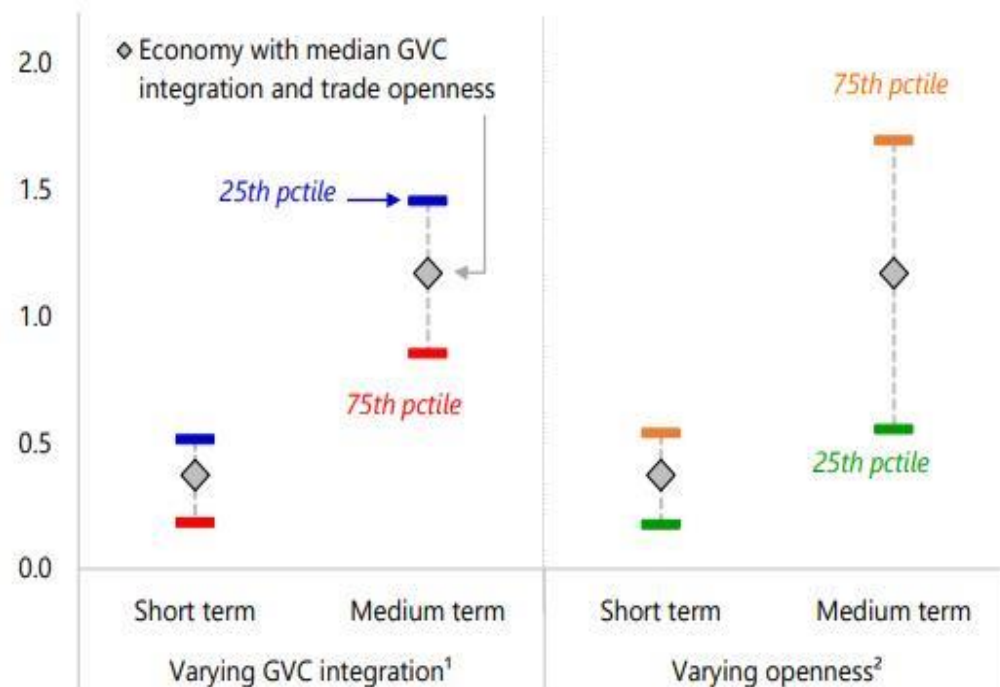 2.0
1.5
1.0
0.5
0.0
Economy with median GVC
integration and trade openness
25th pctile
75th pctile
75th pctile
25th pctile
Short term
Medium term
Short term
Medium term
Varying GVC integration¹
Varying openness²